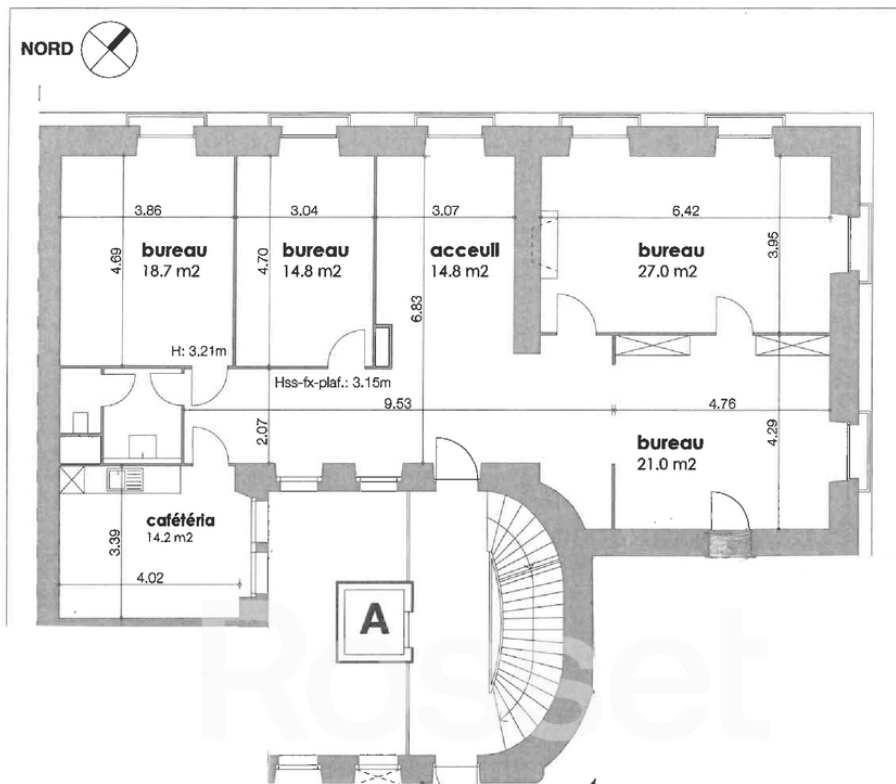 NORD
3.86
3.04
3.07
6.42
4.69
bureau
18.7 m2
4.70
bureau
14.8 m2
acceuil
14.8 m2
6.83
bureau
27.0 m2
3.95
H: 3.21m
Hss-fx-plaf.: 3.15m
9.53
4.76
2.07
bureau
21.0 m2
4.29
cafétéria
14.2 m2
3.39
4.02
A
Rosset